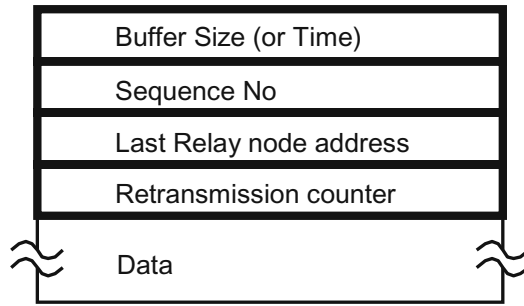 Buffer Size (or Time)
Sequence No
Last Relay node address
Retransmission counter
Data